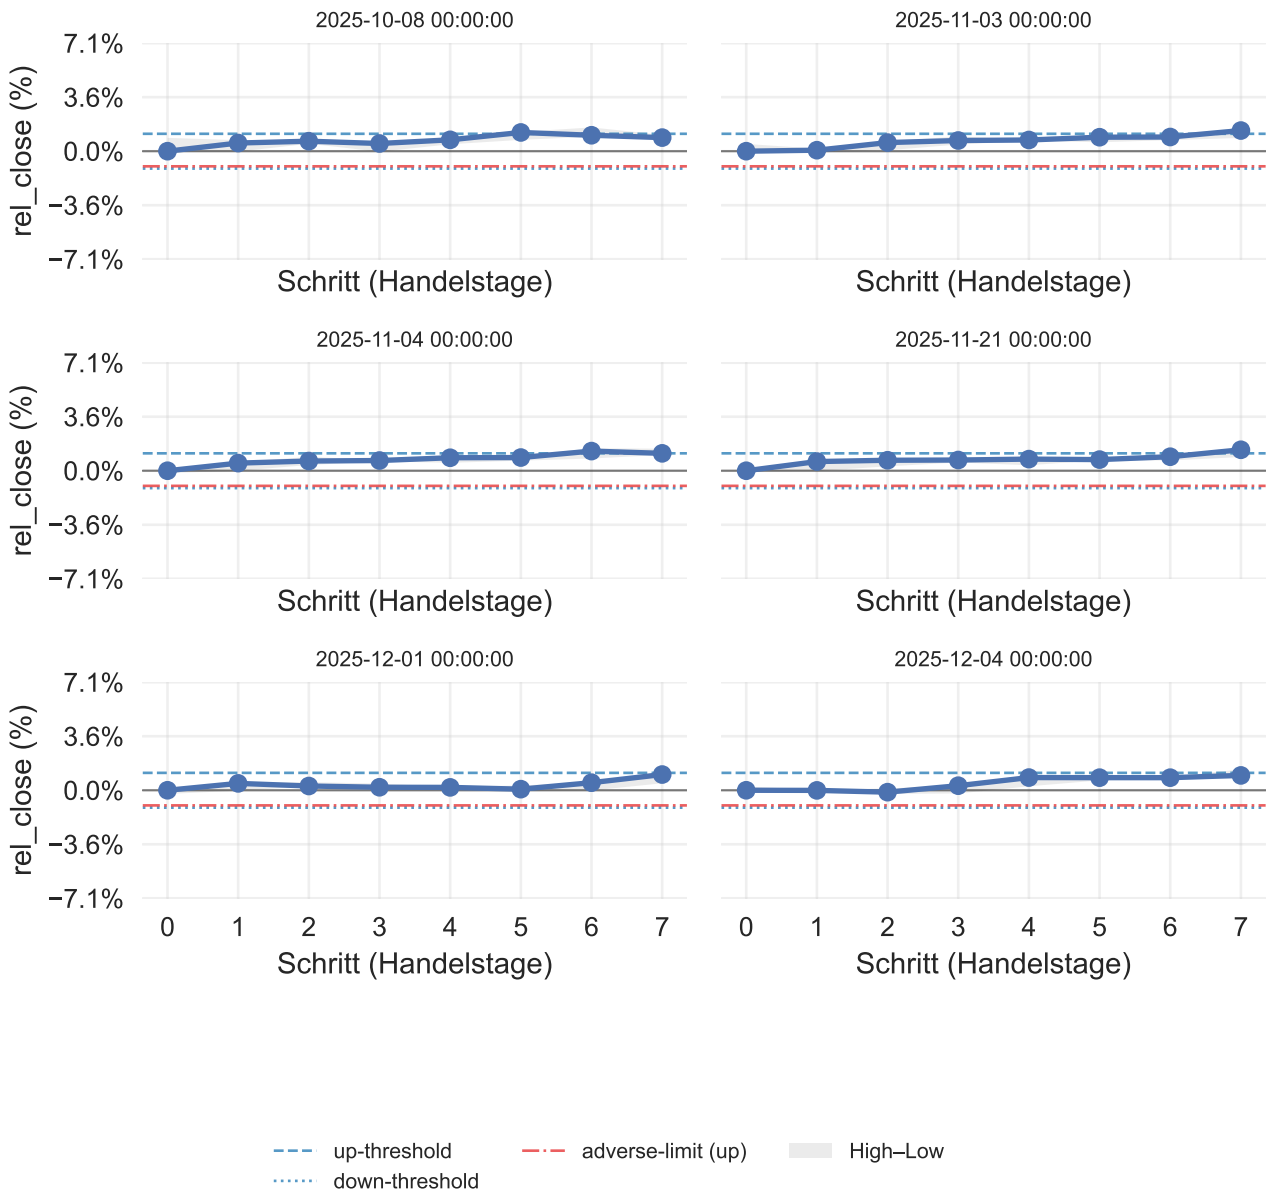 2025-10-08 00:00:00
2025-11-03 00:00:00
7.1%
3.6%
0.0%
−3.6%
−7.1%
rel_close (%)
Schritt (Handelstage)
Schritt (Handelstage)
2025-11-04 00:00:00
2025-11-21 00:00:00
7.1%
3.6%
0.0%
−3.6%
−7.1%
rel_close (%)
Schritt (Handelstage)
Schritt (Handelstage)
2025-12-01 00:00:00
2025-12-04 00:00:00
7.1%
3.6%
0.0%
−3.6%
−7.1%
rel_close (%)
0 1 2 3 4 5 6 7
0 1 2 3 4 5 6 7
Schritt (Handelstage)
Schritt (Handelstage)
up-threshold
adverse-limit (up)
High–Low
down-threshold